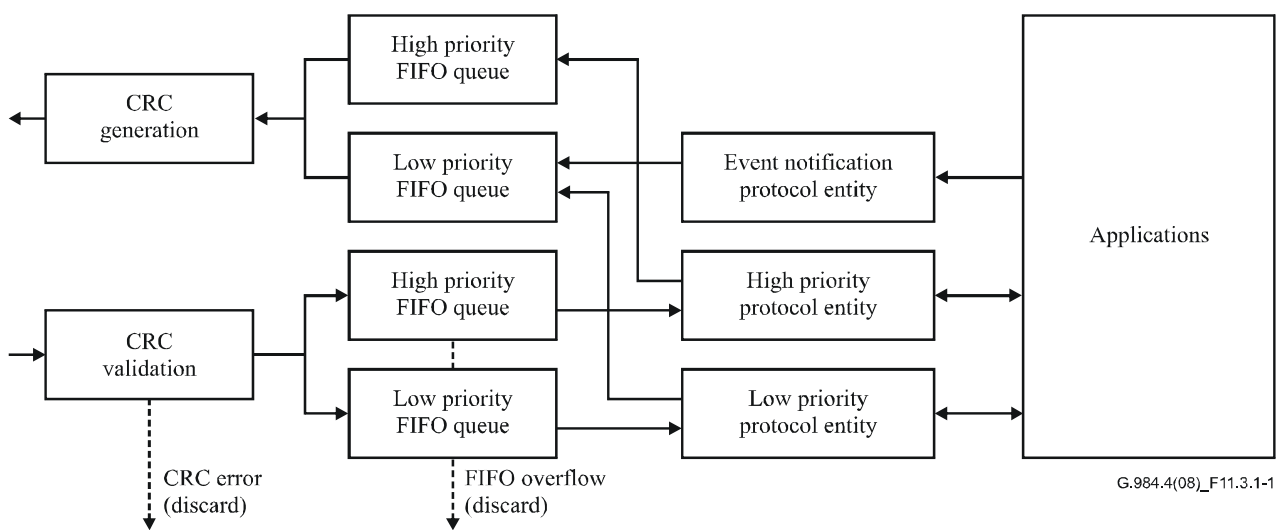 High priority
FIFO queue
CRC
generation
Low priority
FIFO queue
Event notification
protocol entity
Applications
High priority
FIFO queue
High priority
protocol entity
CRC
validation
Low priority
FIFO queue
Low priority
protocol entity
CRC error
(discard)
FIFO overflow
(discard)
G.984.4(08)_F11.3.1-1